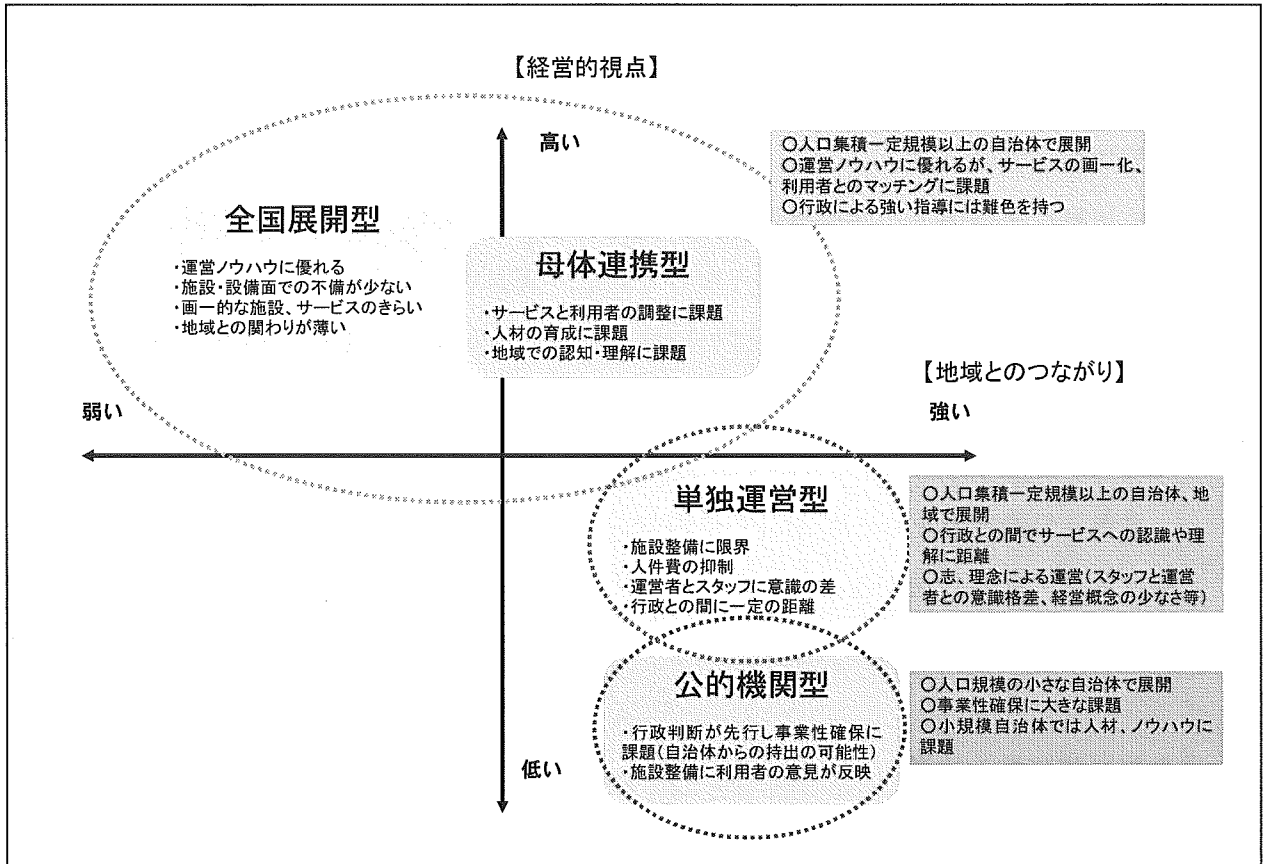 【経営的視点】
高い
○人口集積一定規模以上の自治体で展開
○運営ノウハウに優れるが、サービスの画一化、
利用者とのマッチングに課題
○行政による強い指導には難色を持つ
全国展開型
・運営ノウハウに優れる
・施設・設備面での不備が少ない
・画一的な施設、サービスのきらい
・地域との関わりが薄い
母体連携型
・サービスと利用者の調整に課題
・人材の育成に課題
・地域での認知・理解に課題
【地域とのつながり】
弱い
強い
単独運営型
・施設整備に限界
・人件費の抑制
・運営者とスタッフに意識の差
・行政との間に一定の距離
○人口集積一定規模以上の自治体、地
域で展開
○行政との間でサービスへの認識や理
解に距離
○志、理念による運営(スタッフと運営
者との意識格差、経営概念の少なさ等)
公的機関型
・行政判断が先行し事業性確保に
課題(自治体からの持出の可能性)
・施設整備に利用者の意見が反映
○人口規模の小さな自治体で展開
○事業性確保に大きな課題
○小規模自治体では人材、ノウハウに
課題
低い